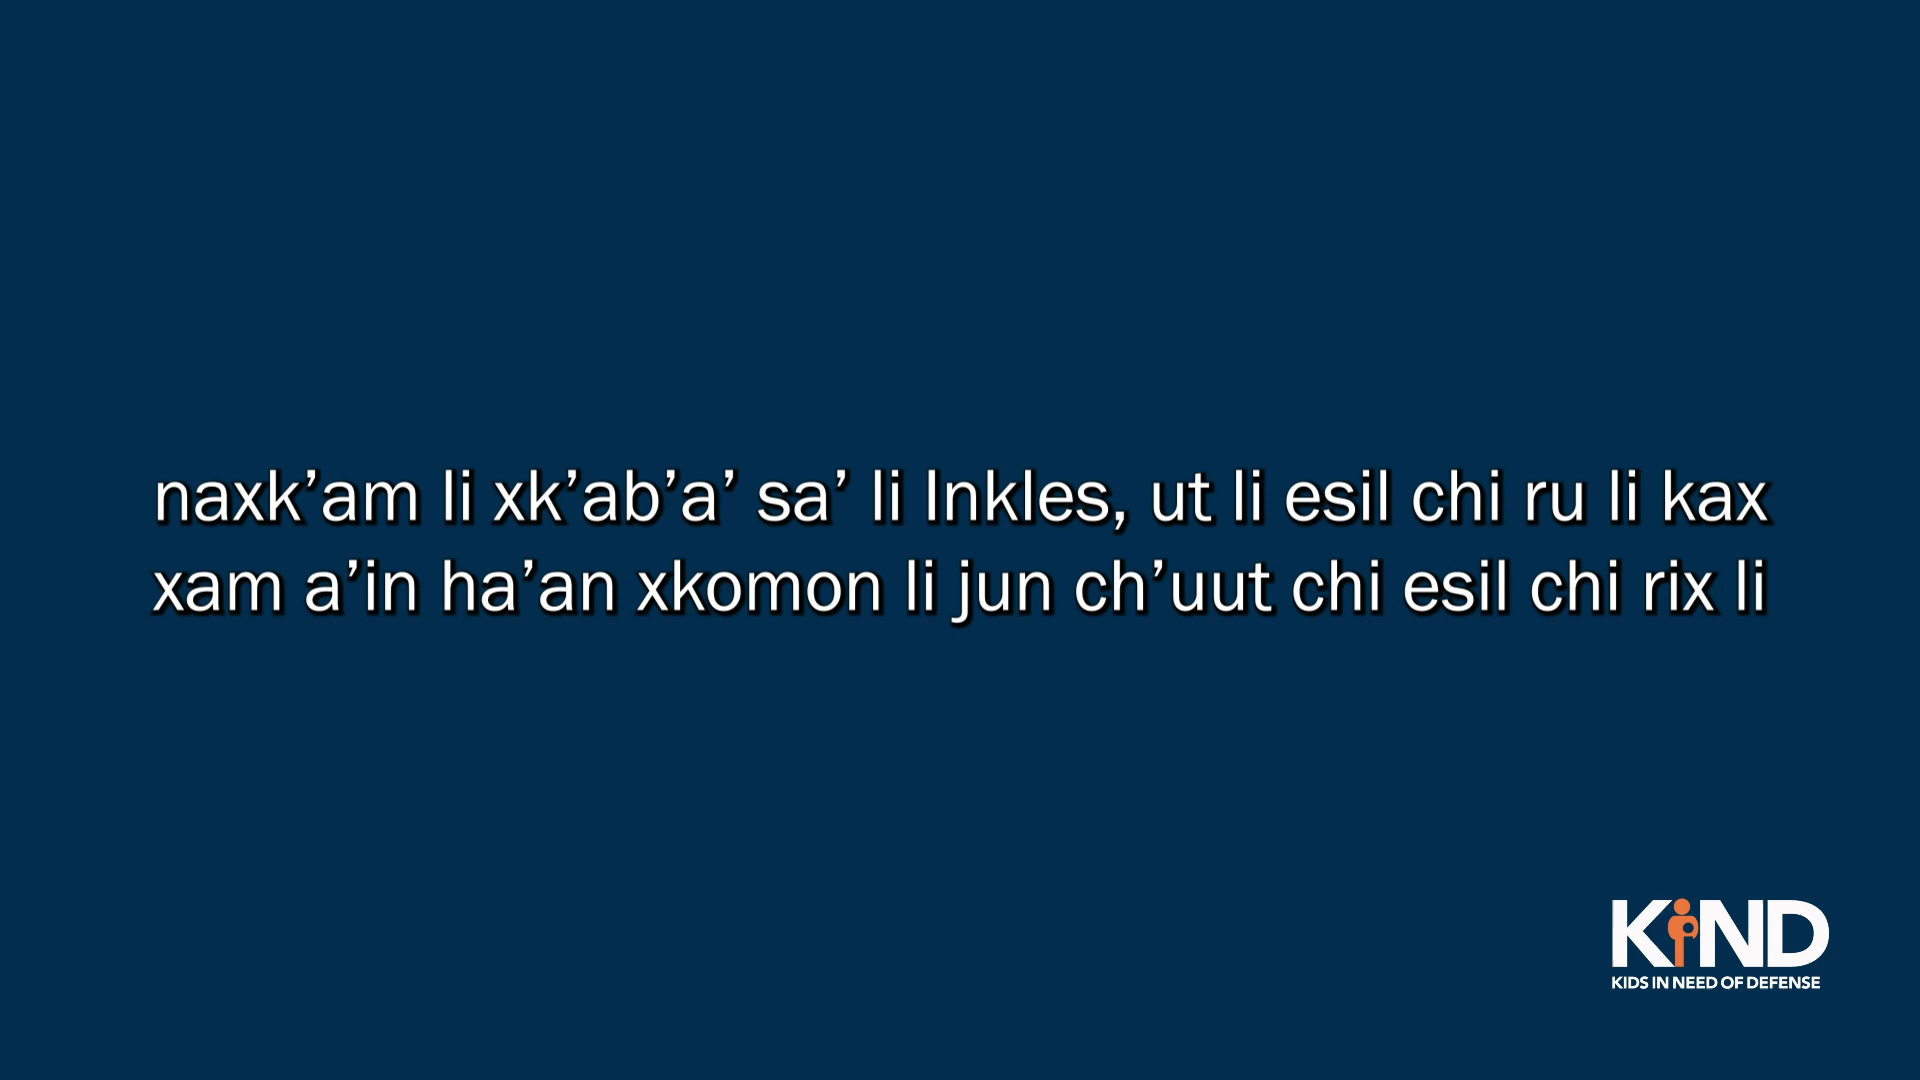 naxk’am li xk’ab’a’ sa’ li Inkles, ut li esil chi ru li kax
xam a’in ha’an xkomon li jun ch’uut chi esil chi rix li
KiND
KIDS IN NEED OF DEFENSE